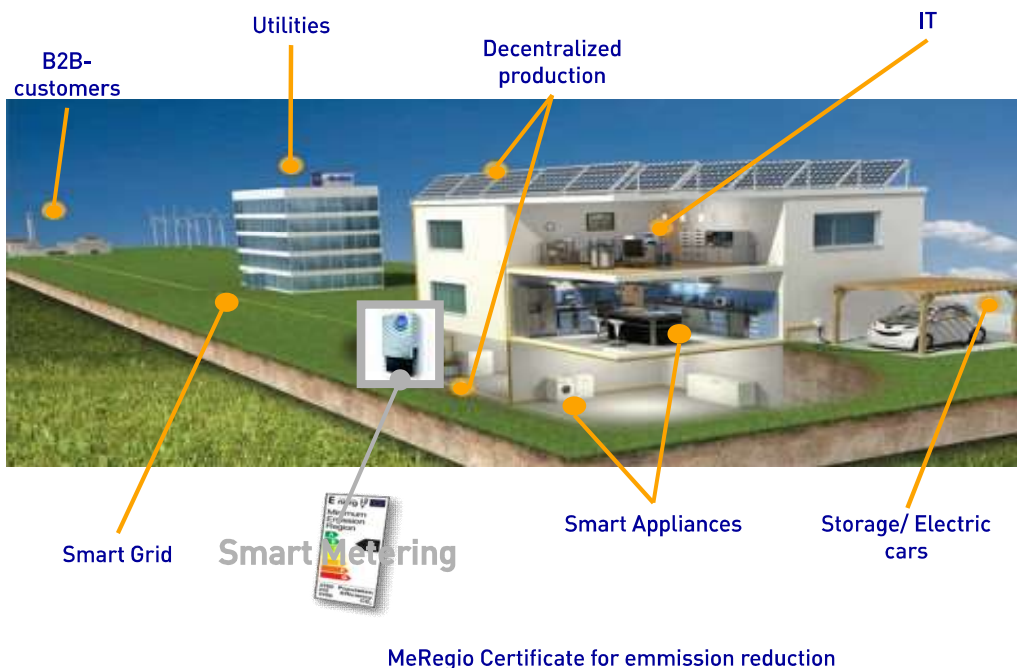 Utilities
IT
Decentralized
production
B2B-
customers
Minimum
Emission
Region
Smart Metering
Smart Grid
Smart Appliances
Storage/ Electric
cars
MeRegio Certificate for emmission reduction